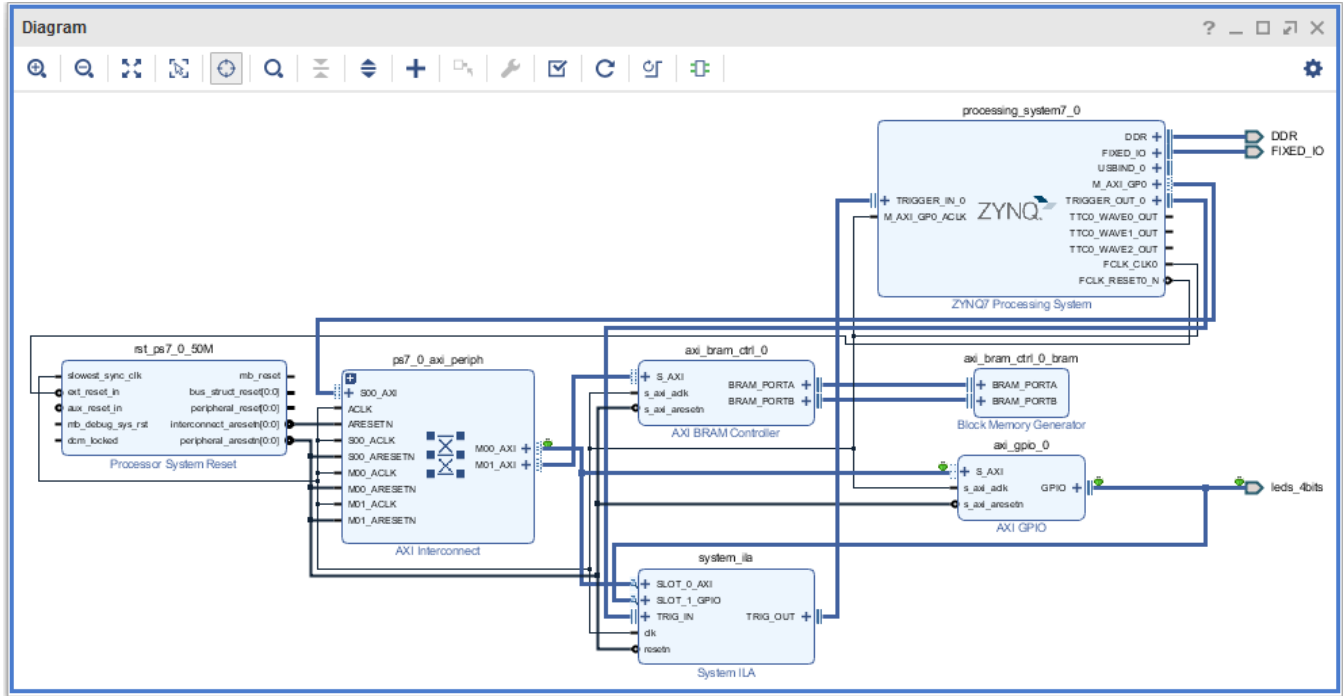 Diagram
processing_system7_0
DDR
FIXED_IO
USBIND_0
M_AXI_GP0
TRIGGER_OUT_0
TTC0_WAVE0_OUT
TTC0_WAVE1_OUT
TTC0_WAVE2_OUT
FCLK_CLK0
FCLK_RESET0_N
TRIGGER_IN_0
M_AXI_GP0_ACLK
ZYNQ
ZYNQ7 Processing System
DDR
FIXED_IO
rst_ps7_0_50M
slowest_sync_clk
ext_reset_in
aux_reset_in
mb_debug_sys_rst
dcm_locked
mb_reset
bus_struct_reset[0:0]
peripheral_reset[0:0]
interconnect_aresetn[0:0]
peripheral_aresetn[0:0]
Processor System Reset
ps7_0_axi_periph
S00_AXI
ACLK
ARESETN
S00_ACLK
S00_ARESETN
M00_ACLK
M00_ARESETN
M01_ACLK
M01_ARESETN
M00_AXI
M01_AXI
AXI Interconnect
axi_bram_ctrl_0
S_AXI
s_axi_aclk
s_axi_aresetn
BRAM_PORTA
BRAM_PORTB
AXI BRAM Controller
axi_bram_ctrl_0_bram
BRAM_PORTA
BRAM_PORTB
Block Memory Generator
axi_gpio_0
S_AXI
s_axi_aclk
s_axi_aresetn
GPIO
AXI GPIO
leds_4bits
system_ila
SLOT_0_AXI
SLOT_1_GPIO
TRIG_IN
clk
resetn
TRIG_OUT
System ILA